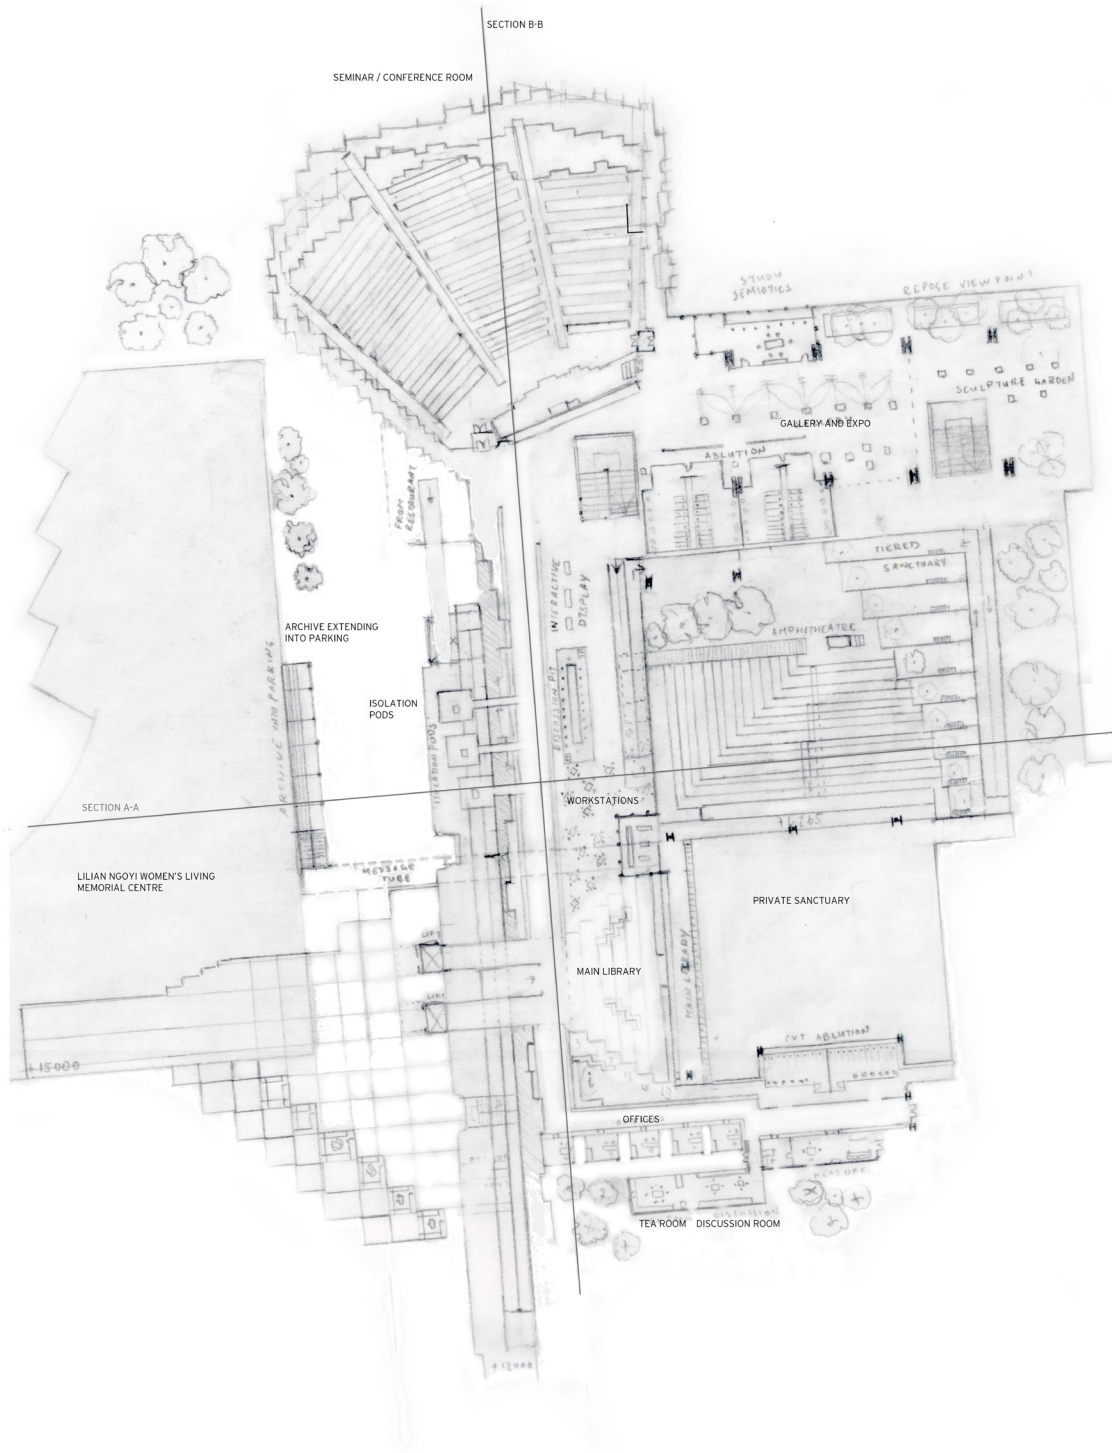 SECTION B-B
SEMINAR / CONFERENCE ROOM
STUDY
SEMIOTICS
REPOSE VIEW POINT
SCULPTURE GARDEN
GALLERY AND EXPO
ABLUTION
FROM
RESTAURANT
TIERED
SANCTUARY
INTERACTIVE
DISPLAY
AMPHITHEATRE
ARCHIVE EXTENDING
INTO PARKING
ARCHIVE INTO PARKING
ISOLATION
PODS
ISOLATION PODS
DISCUSSION PIT
SECTION A-A
WORKSTATIONS
MESSAGE
TUBE
LILIAN NGOYI WOMEN'S LIVING
MEMORIAL CENTRE
PRIVATE SANCTUARY
LIFT
MAIN LIBRARY
MAIN LIBRARY
LIFT
PVT ABLUTION
+15000
OFFICES
DISCUSSION
TEA ROOM
DISCUSSION ROOM
+12000